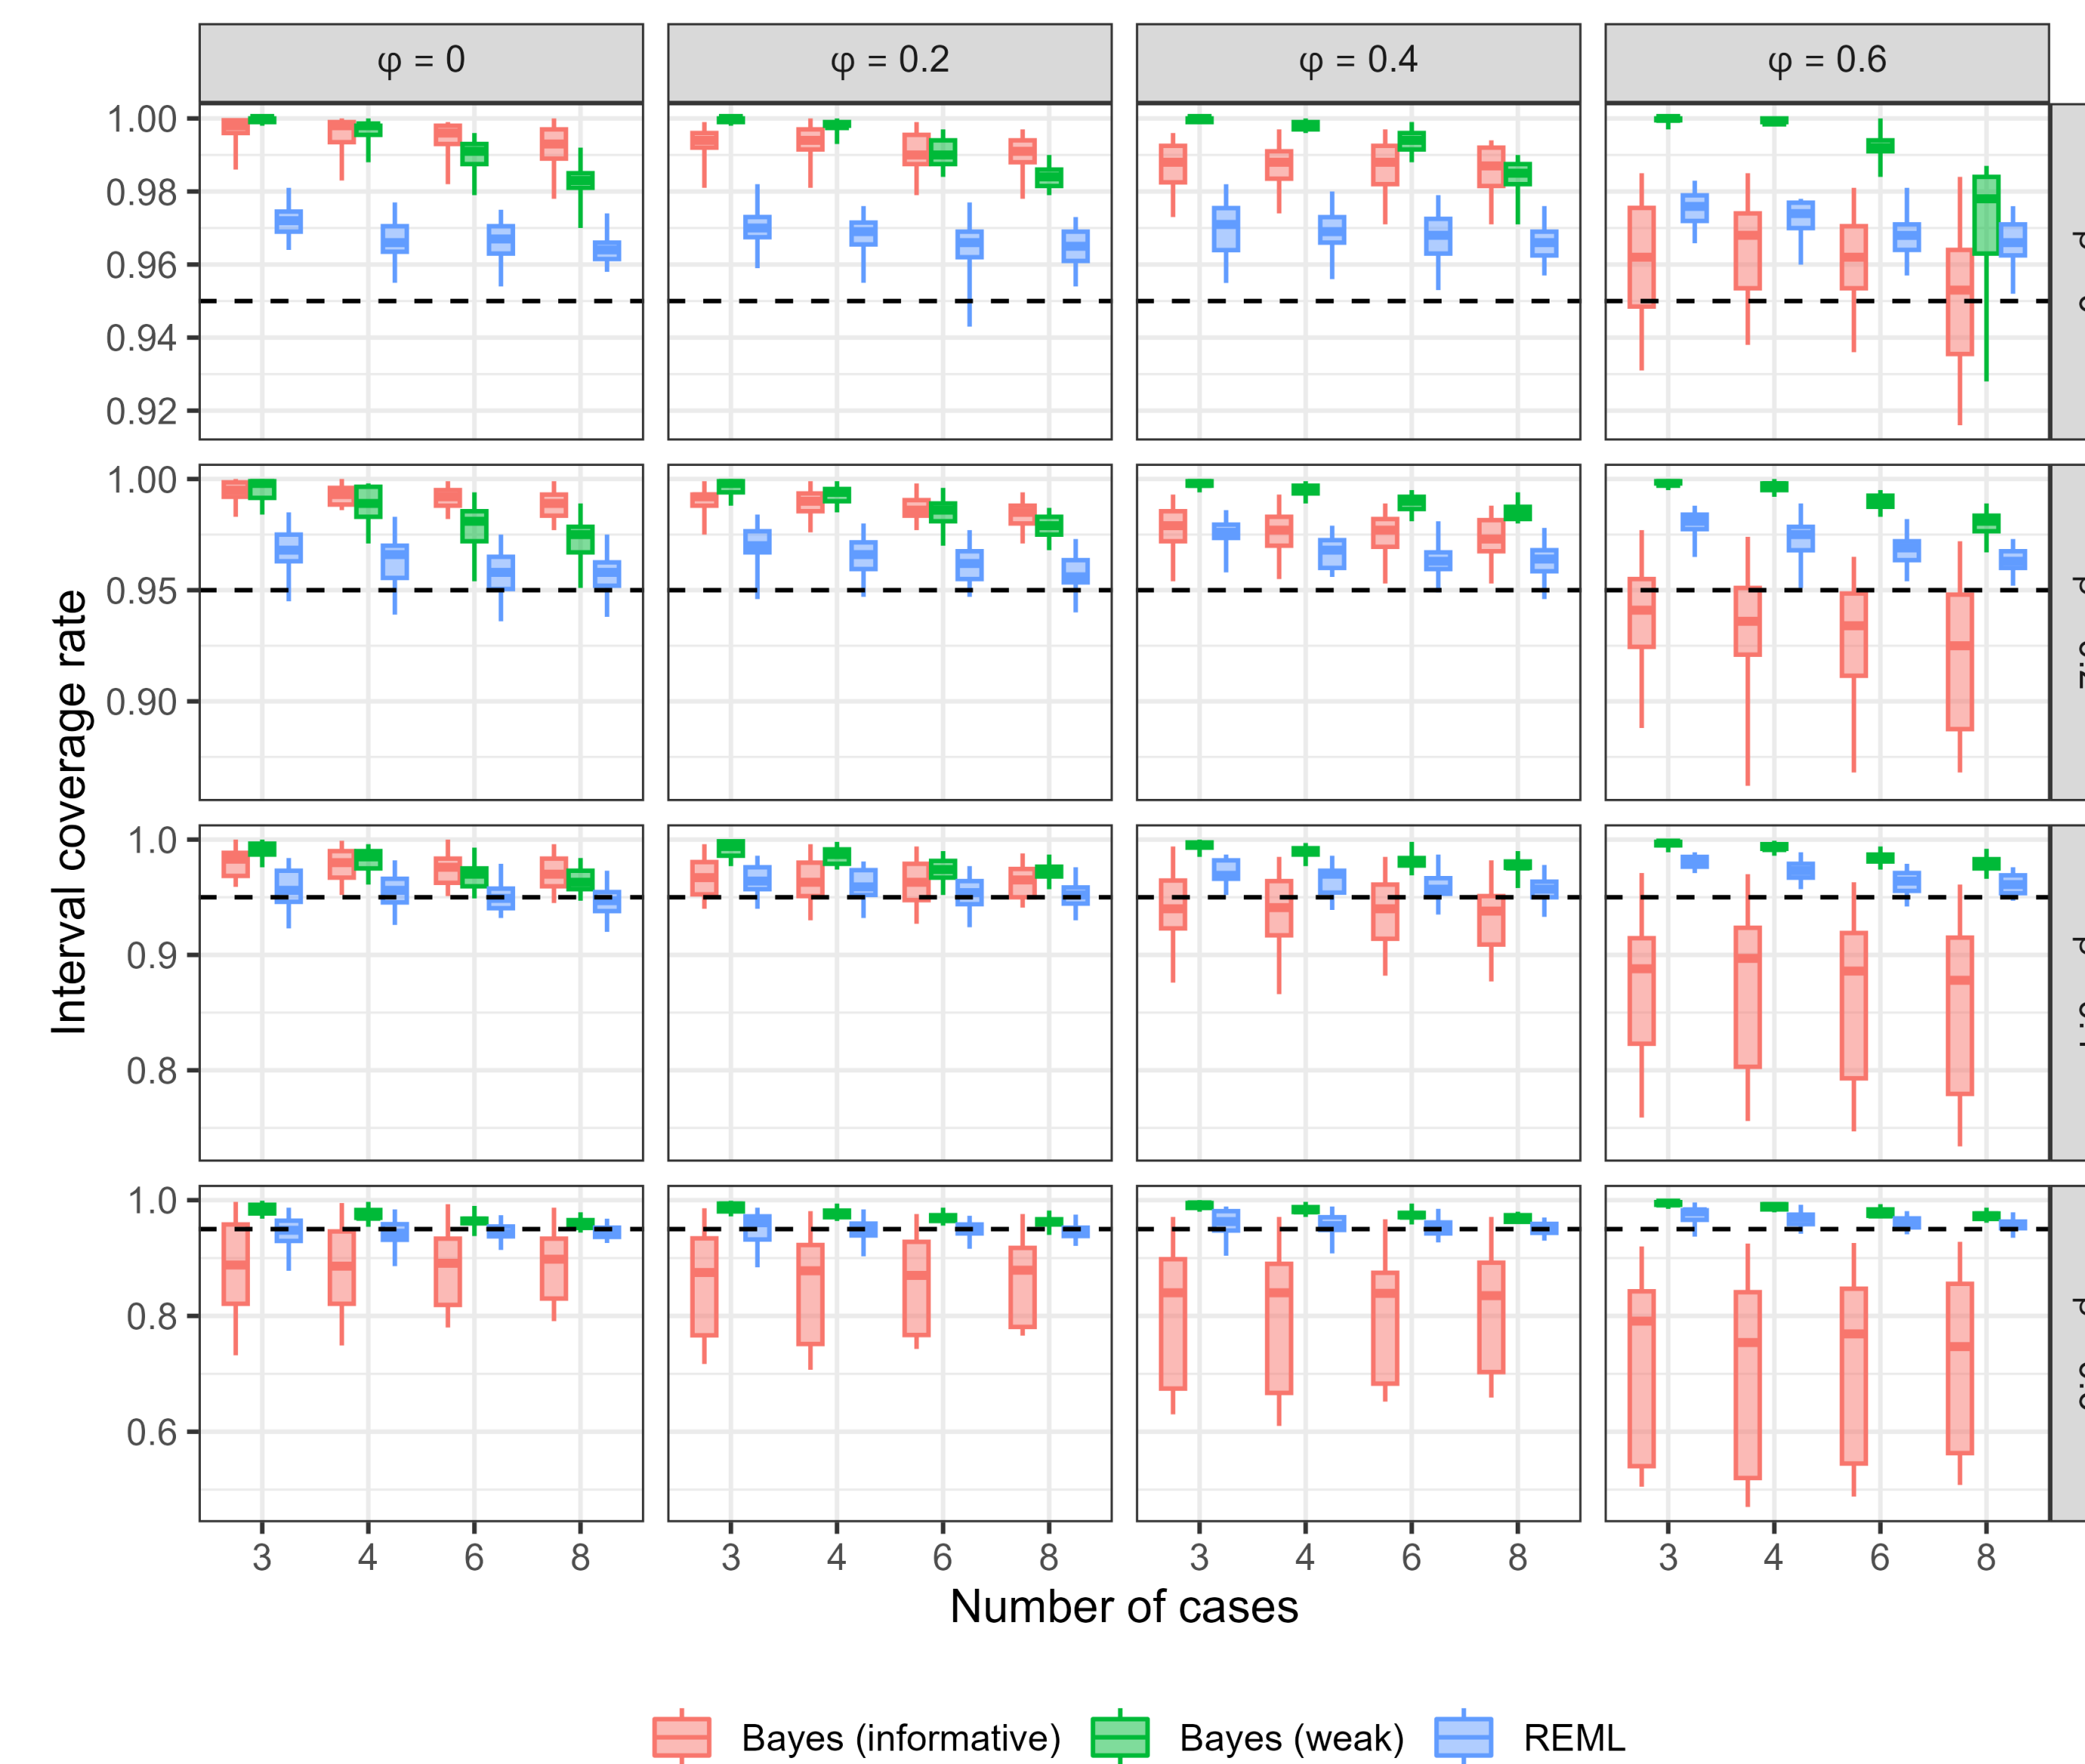 φ = 0
φ = 0.2
φ = 0.4
φ = 0.6
1.00
0.98
0.96
0.94
0.92
1.00
0.95
0.90
1.0
0.9
0.8
1.0
0.8
0.6
Interval coverage rate
3 4 6 8
3 4 6 8
3 4 6 8
3 4 6 8
Number of cases
Bayes (informative)
Bayes (weak)
REML